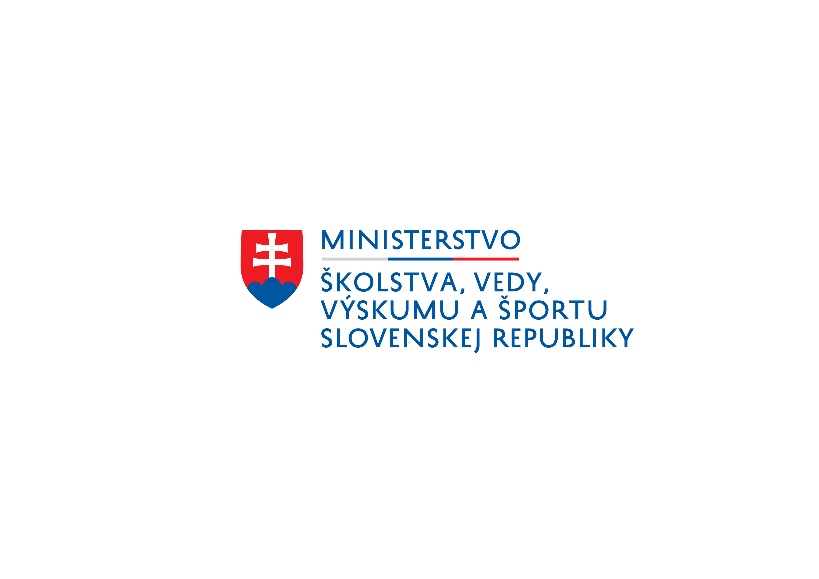 MINISTERSTVO
ŠKOLSTVA, VEDY,
VÝSKUMU A ŠPORTU
SLOVENSKEJ REPUBLIKY